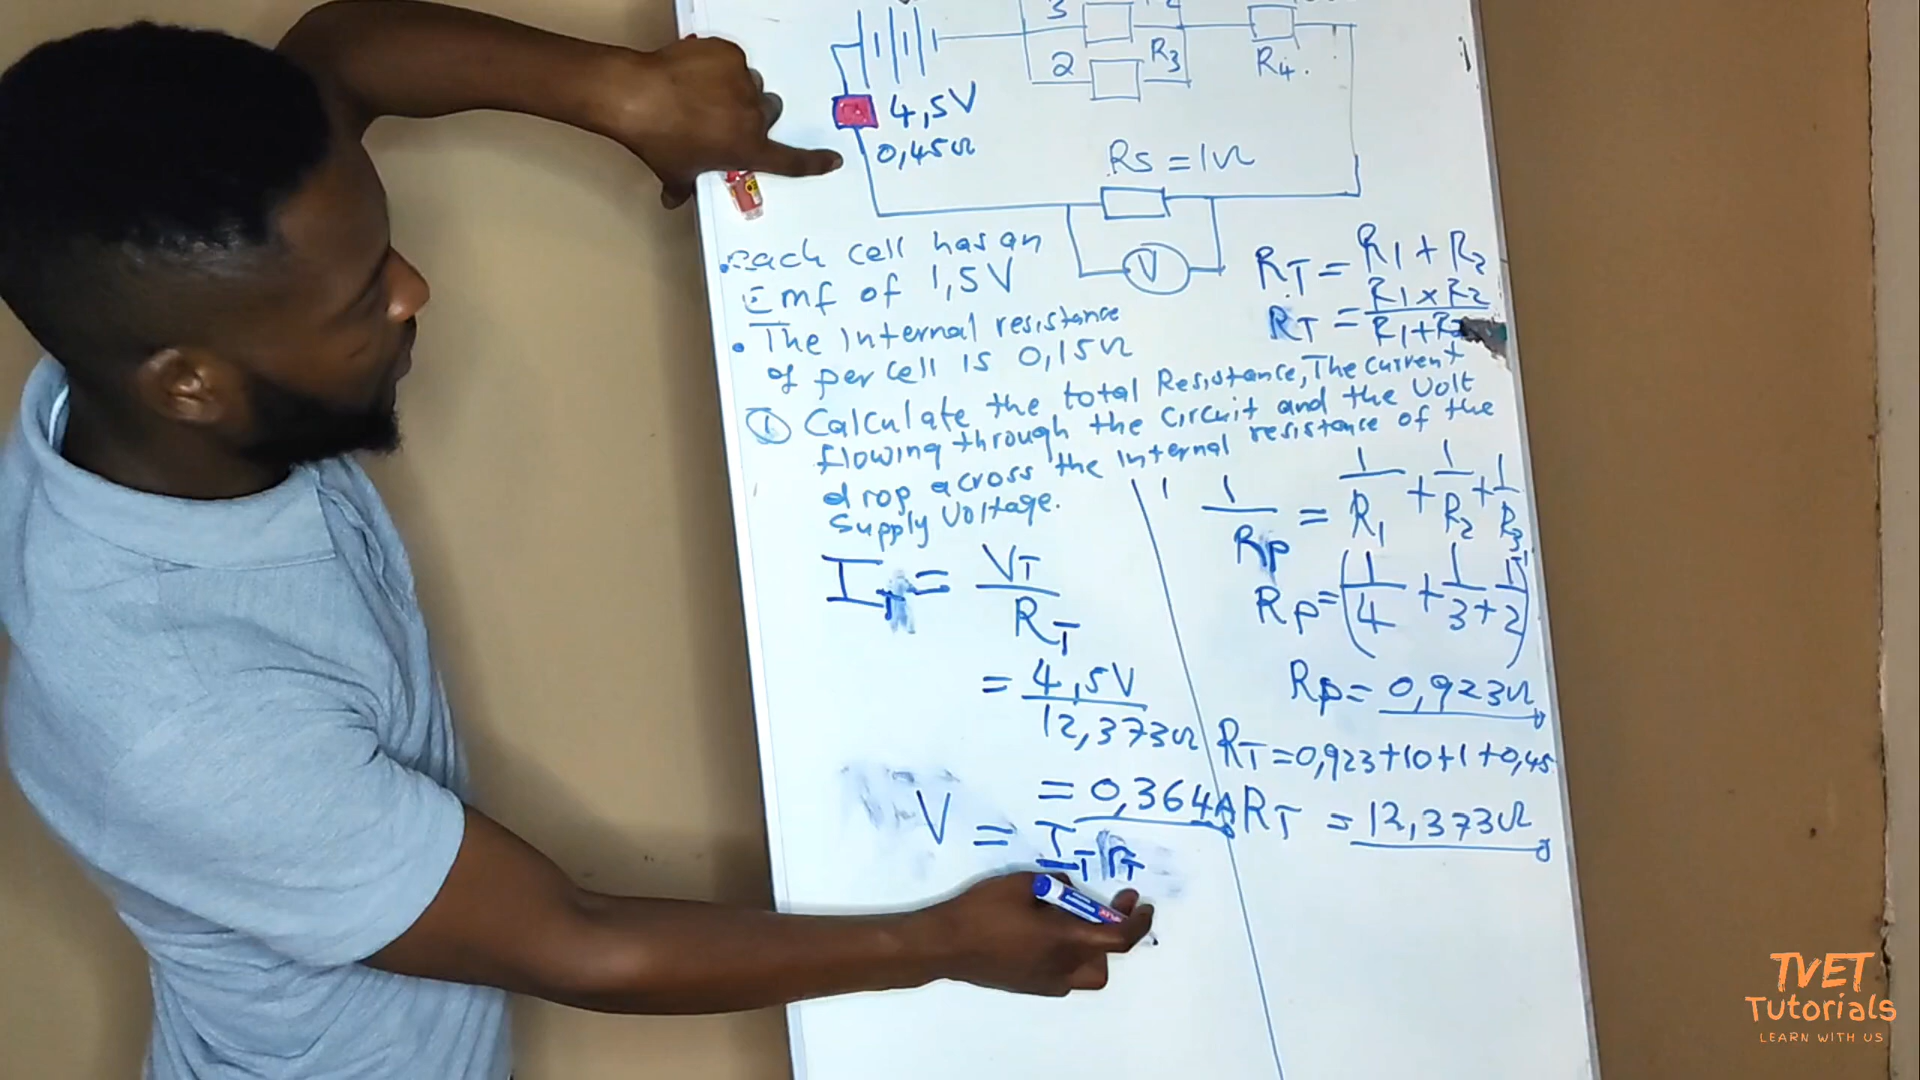 3
2
R3
R4.
4,5V
0,45Ω
R5 = 1Ω
V
• Each cell has an
Emf of 1,5V
• The internal resistance
of per cell is 0,15Ω
RT = R1 + R2
RT = R1 x R2
R1 + R2
① Calculate the total Resistance, The current
flowing through the circuit and the Volt
drop across the internal resistance of the
Supply Voltage.
IT = VT
RT
= 4,5V
12,373Ω
= 0,364A
V = IT rT
1/Rp = 1/R1 + 1/R2 + 1/R3
Rp = (1/4 + 1/3 + 1/2)-1
Rp = 0,923Ω
RT = 0,923 + 10 + 1 + 0,45
RT = 12,373Ω
TVET
Tutorials
LEARN WITH US